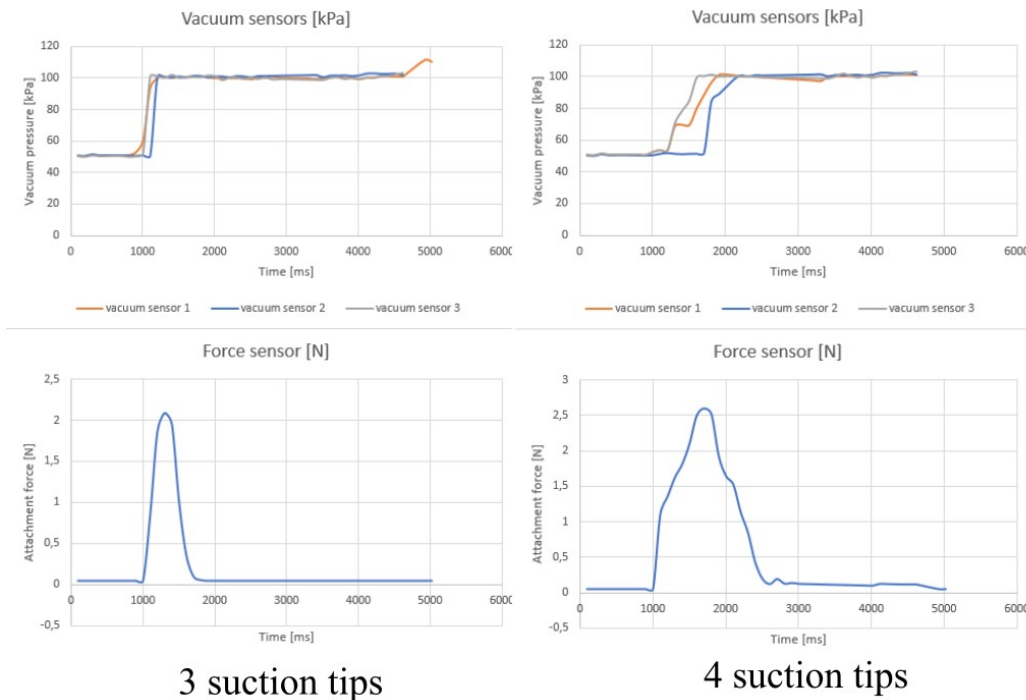 Vacuum sensors [kPa]
Vacuum pressure [kPa]
120
100
80
60
40
20
0
0 1000 2000 3000 4000 5000 6000
Time [ms]
vacuum sensor 1 vacuum sensor 2 vacuum sensor 3
Vacuum sensors [kPa]
Vacuum pressure [kPa]
120
100
80
60
40
20
0
0 1000 2000 3000 4000 5000 6000
Time [ms]
vacuum sensor 1 vacuum sensor 2 vacuum sensor 3
Force sensor [N]
Attachment force [N]
2,5
2
1,5
1
0,5
0
-0,5
0 1000 2000 3000 4000 5000 6000
Time [ms]
3 suction tips
Force sensor [N]
Attachment force [N]
3
2,5
2
1,5
1
0,5
0
-0,5
0 1000 2000 3000 4000 5000 6000
Time [ms]
4 suction tips